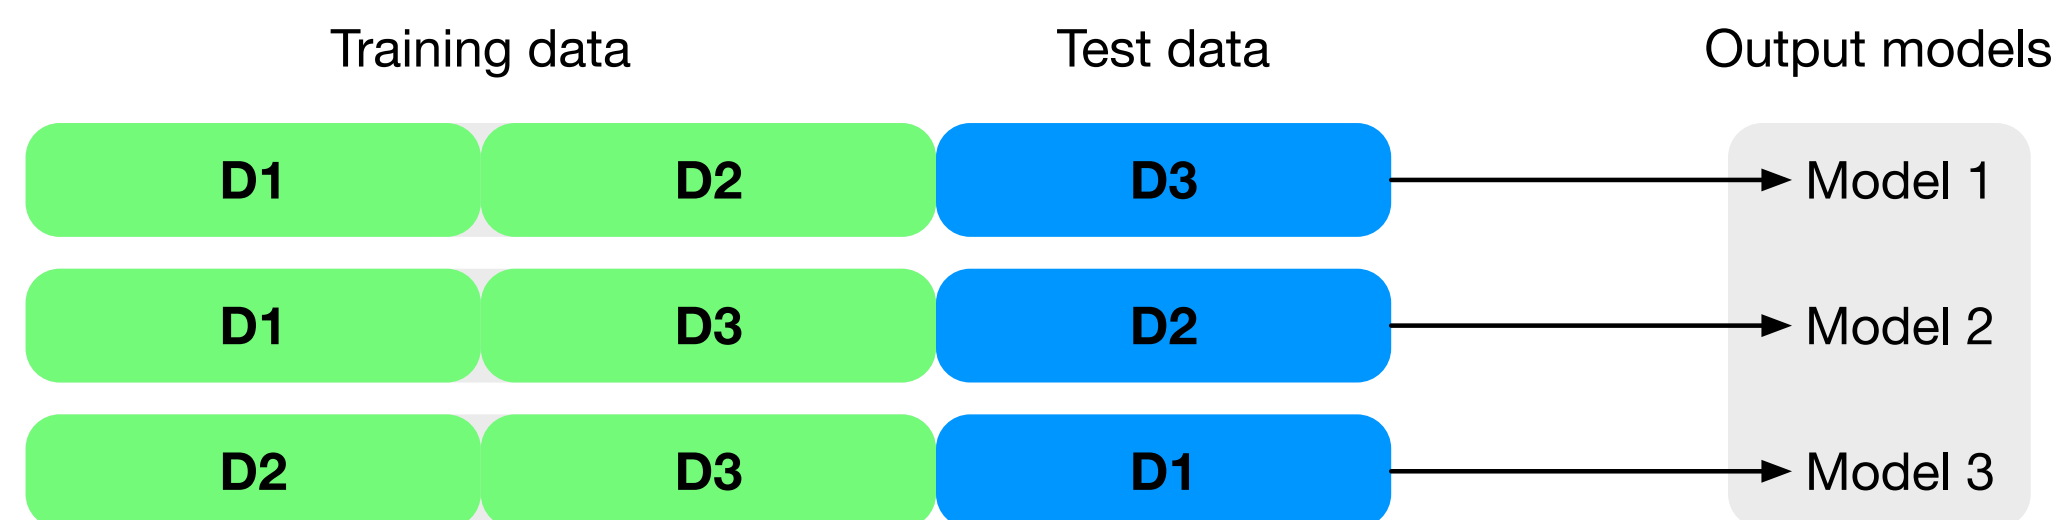 Training data Test data Output models
D1 D2 D3 Model 1
D1 D3 D2 Model 2
D2 D3 D1 Model 3